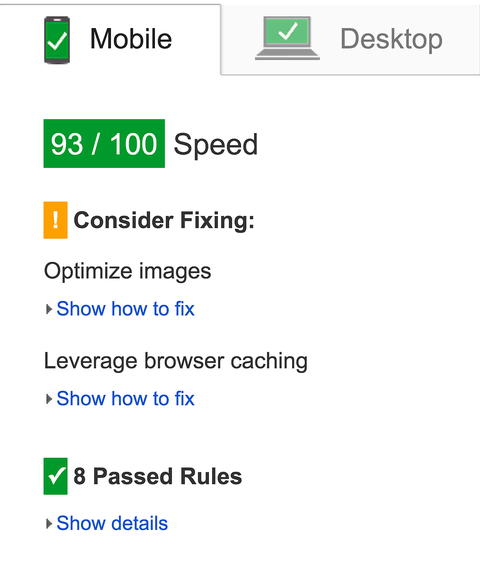 Mobile
Desktop
93 / 100 Speed
! Consider Fixing:
Optimize images
Show how to fix
Leverage browser caching
Show how to fix
8 Passed Rules
Show details